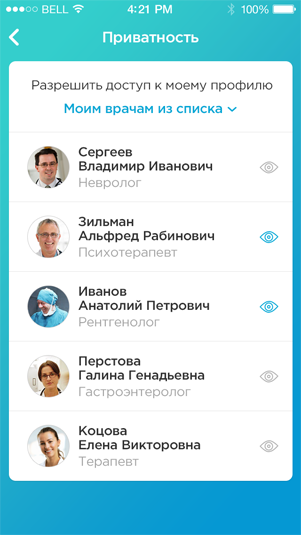 BELL 4:21 PM 100%
Приватность
Разрешить доступ к моему профилю
Моим врачам из списка
Сергеев
Владимир Иванович
Невролог
Зильман
Альфред Рабинович
Психотерапевт
Иванов
Анатолий Петрович
Рентгенолог
Перстова
Галина Генадьевна
Гастроэнтеролог
Коцова
Елена Викторовна
Терапевт